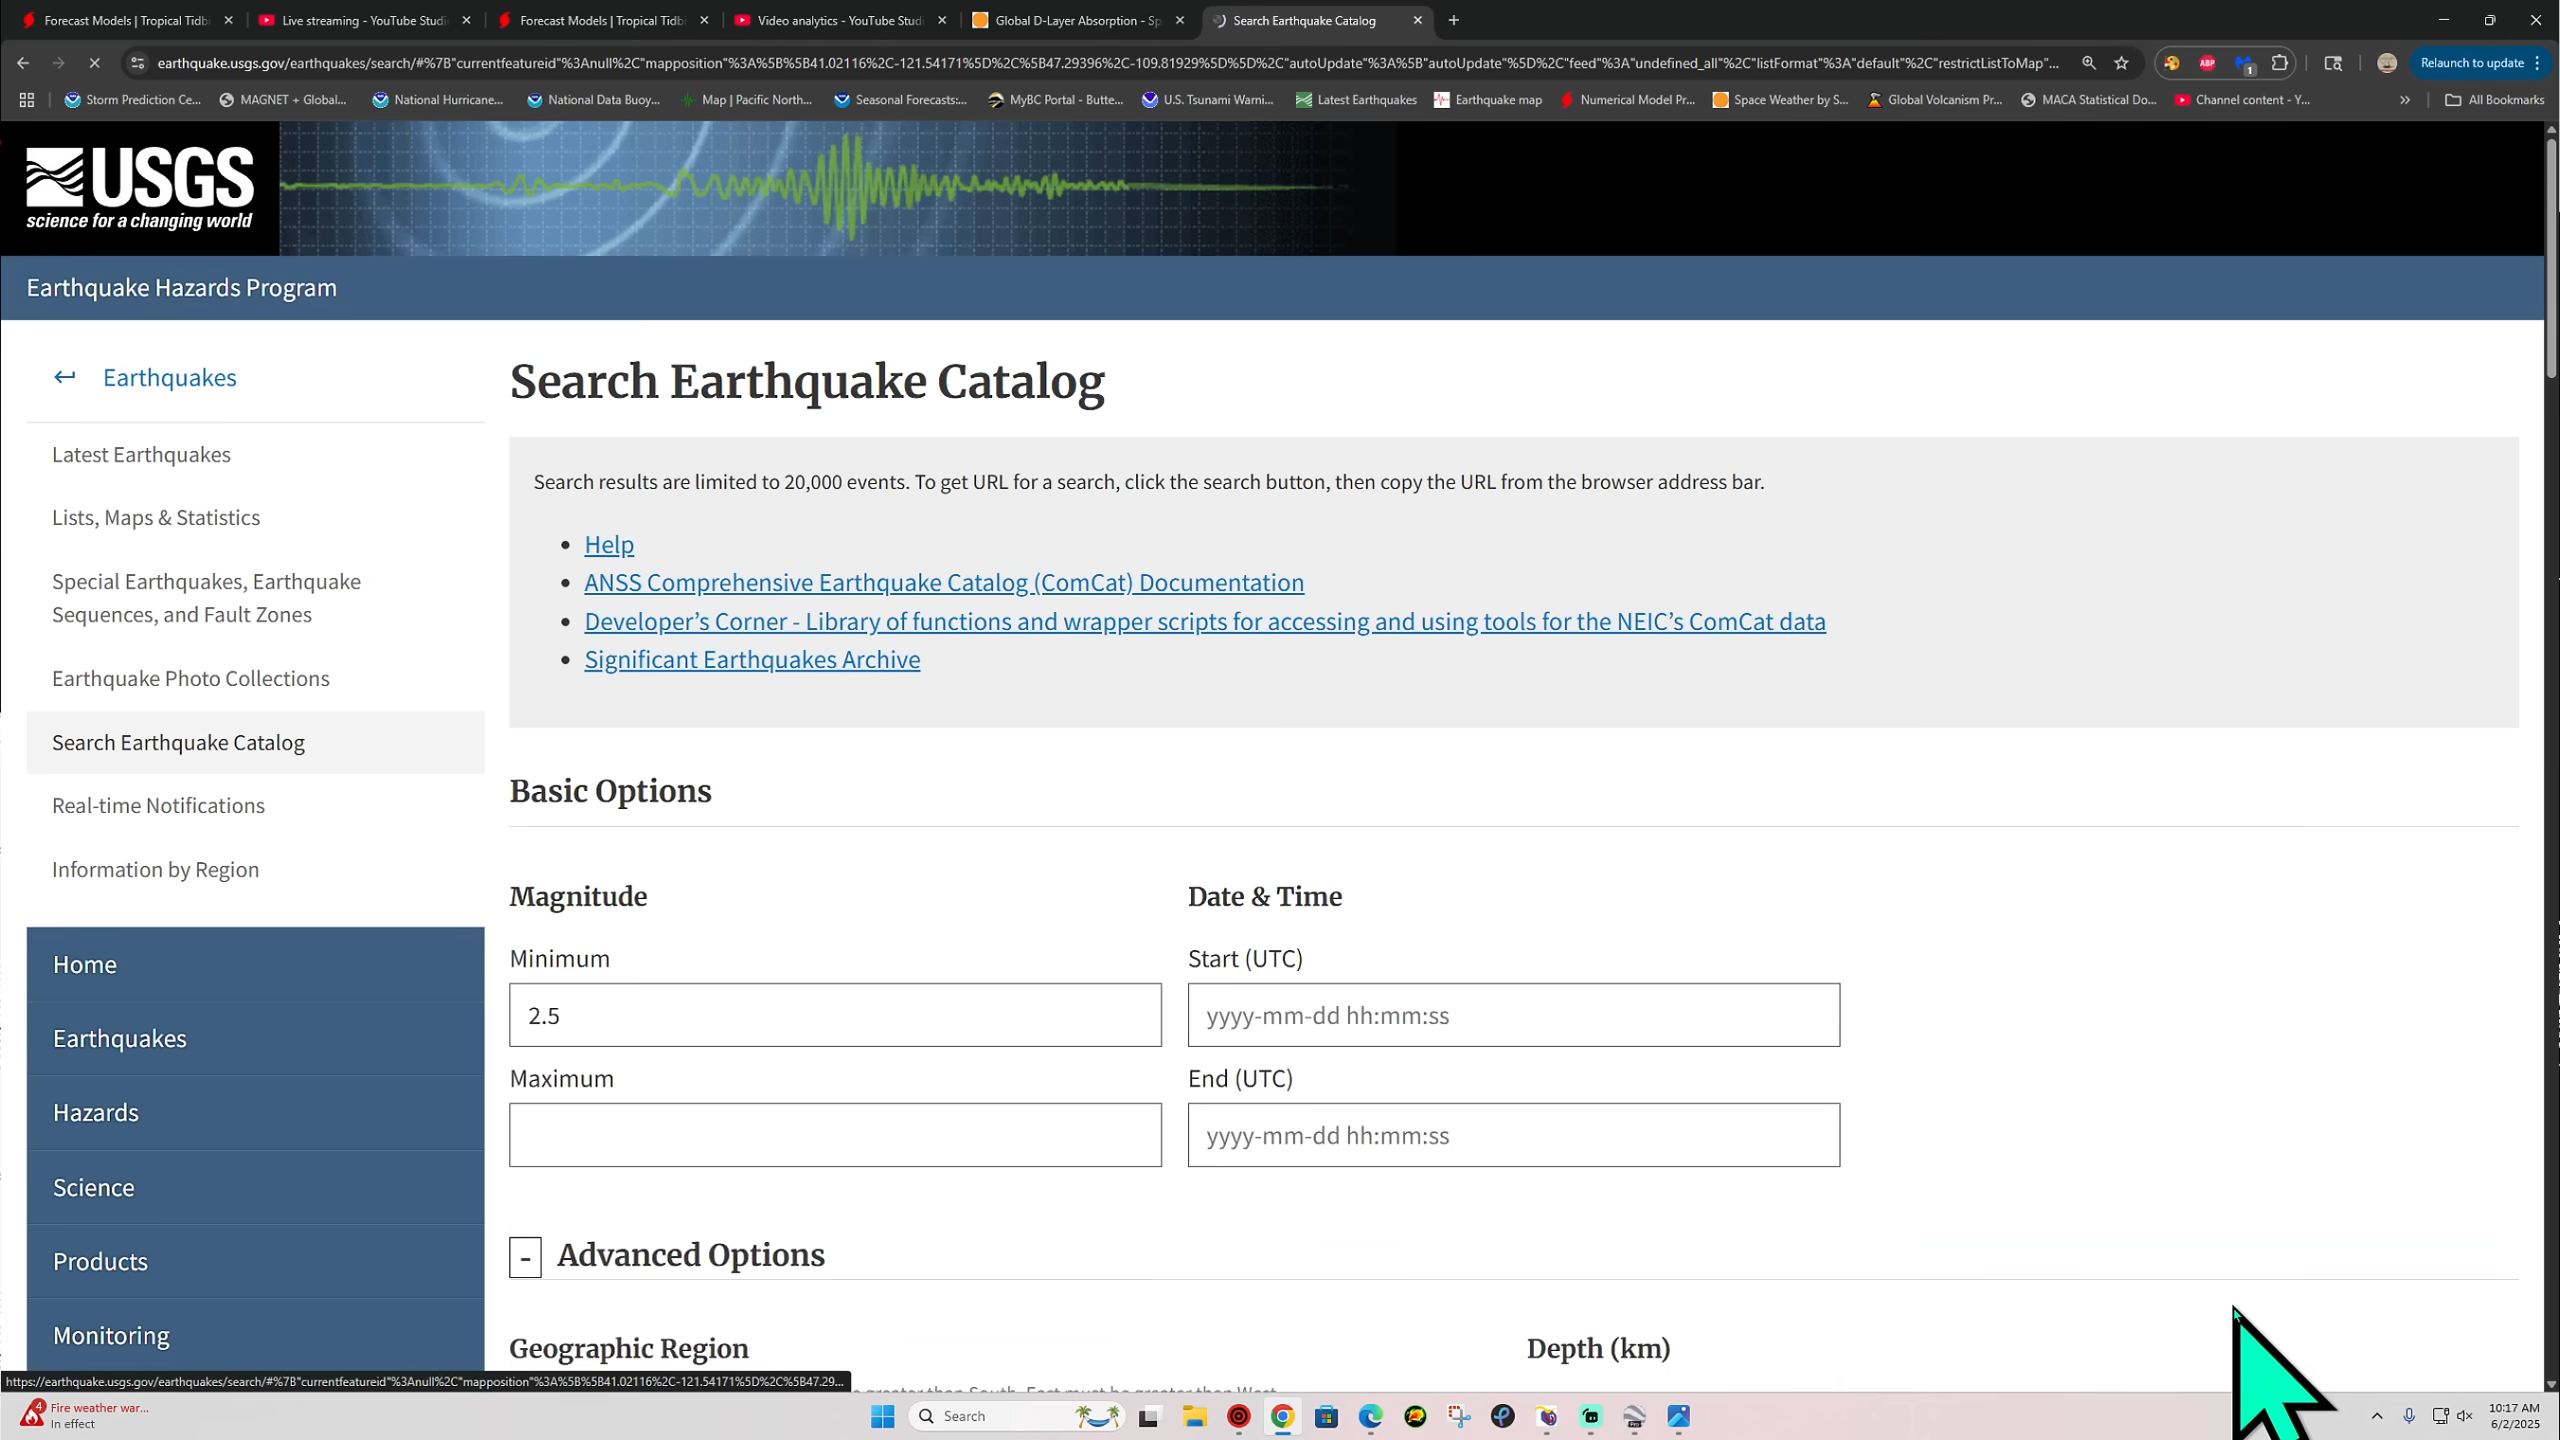 Forecast Models | Tropical Tidbi
Live streaming - YouTube Studi
Forecast Models | Tropical Tidbi
Video analytics - YouTube Studi
Global D-Layer Absorption - Sp
Search Earthquake Catalog
earthquake.usgs.gov/earthquakes/search/#%7B"currentfeatureid"%3Anull%2C"mapposition"%3A%5B%5B41.02116%2C-121.54171%5D%2C%5B47.29396%2C-109.81929%5D%5D%2C"autoUpdate"%3A%5B"autoUpdate"%5D%2C"feed"%3A"undefined_all"%2C"listFormat"%3A"default"%2C"restrictListToMap"...
ABP
1
Relaunch to update
Storm Prediction Ce...
MAGNET + Global...
National Hurricane...
National Data Buoy...
Map | Pacific North...
Seasonal Forecasts:...
MyBC Portal - Butte...
U.S. Tsunami Warni...
Latest Earthquakes
Earthquake map
Numerical Model Pr...
Space Weather by S...
Global Volcanism Pr...
MACA Statistical Do...
Channel content - Y...
All Bookmarks
USGS
science for a changing world
Earthquake Hazards Program
Earthquakes
Latest Earthquakes
Lists, Maps & Statistics
Special Earthquakes, Earthquake
Sequences, and Fault Zones
Earthquake Photo Collections
Search Earthquake Catalog
Real-time Notifications
Information by Region
Home
Earthquakes
Hazards
Science
Products
Monitoring
Search Earthquake Catalog
Search results are limited to 20,000 events. To get URL for a search, click the search button, then copy the URL from the browser address bar.
• Help
• ANSS Comprehensive Earthquake Catalog (ComCat) Documentation
• Developer’s Corner - Library of functions and wrapper scripts for accessing and using tools for the NEIC’s ComCat data
• Significant Earthquakes Archive
Basic Options
Magnitude
Date & Time
Minimum
Start (UTC)
2.5
yyyy-mm-dd hh:mm:ss
Maximum
End (UTC)
yyyy-mm-dd hh:mm:ss
- Advanced Options
Geographic Region
Depth (km)
greater than South. East must be greater than West.
https://earthquake.usgs.gov/earthquakes/search/#%7B"currentfeatureid"%3Anull%2C"mapposition"%3A%5B%5B41.02116%2C-121.54171%5D%2C%5B47.29...
4
Fire weather war...
In effect
Search
10:17 AM
6/2/2025